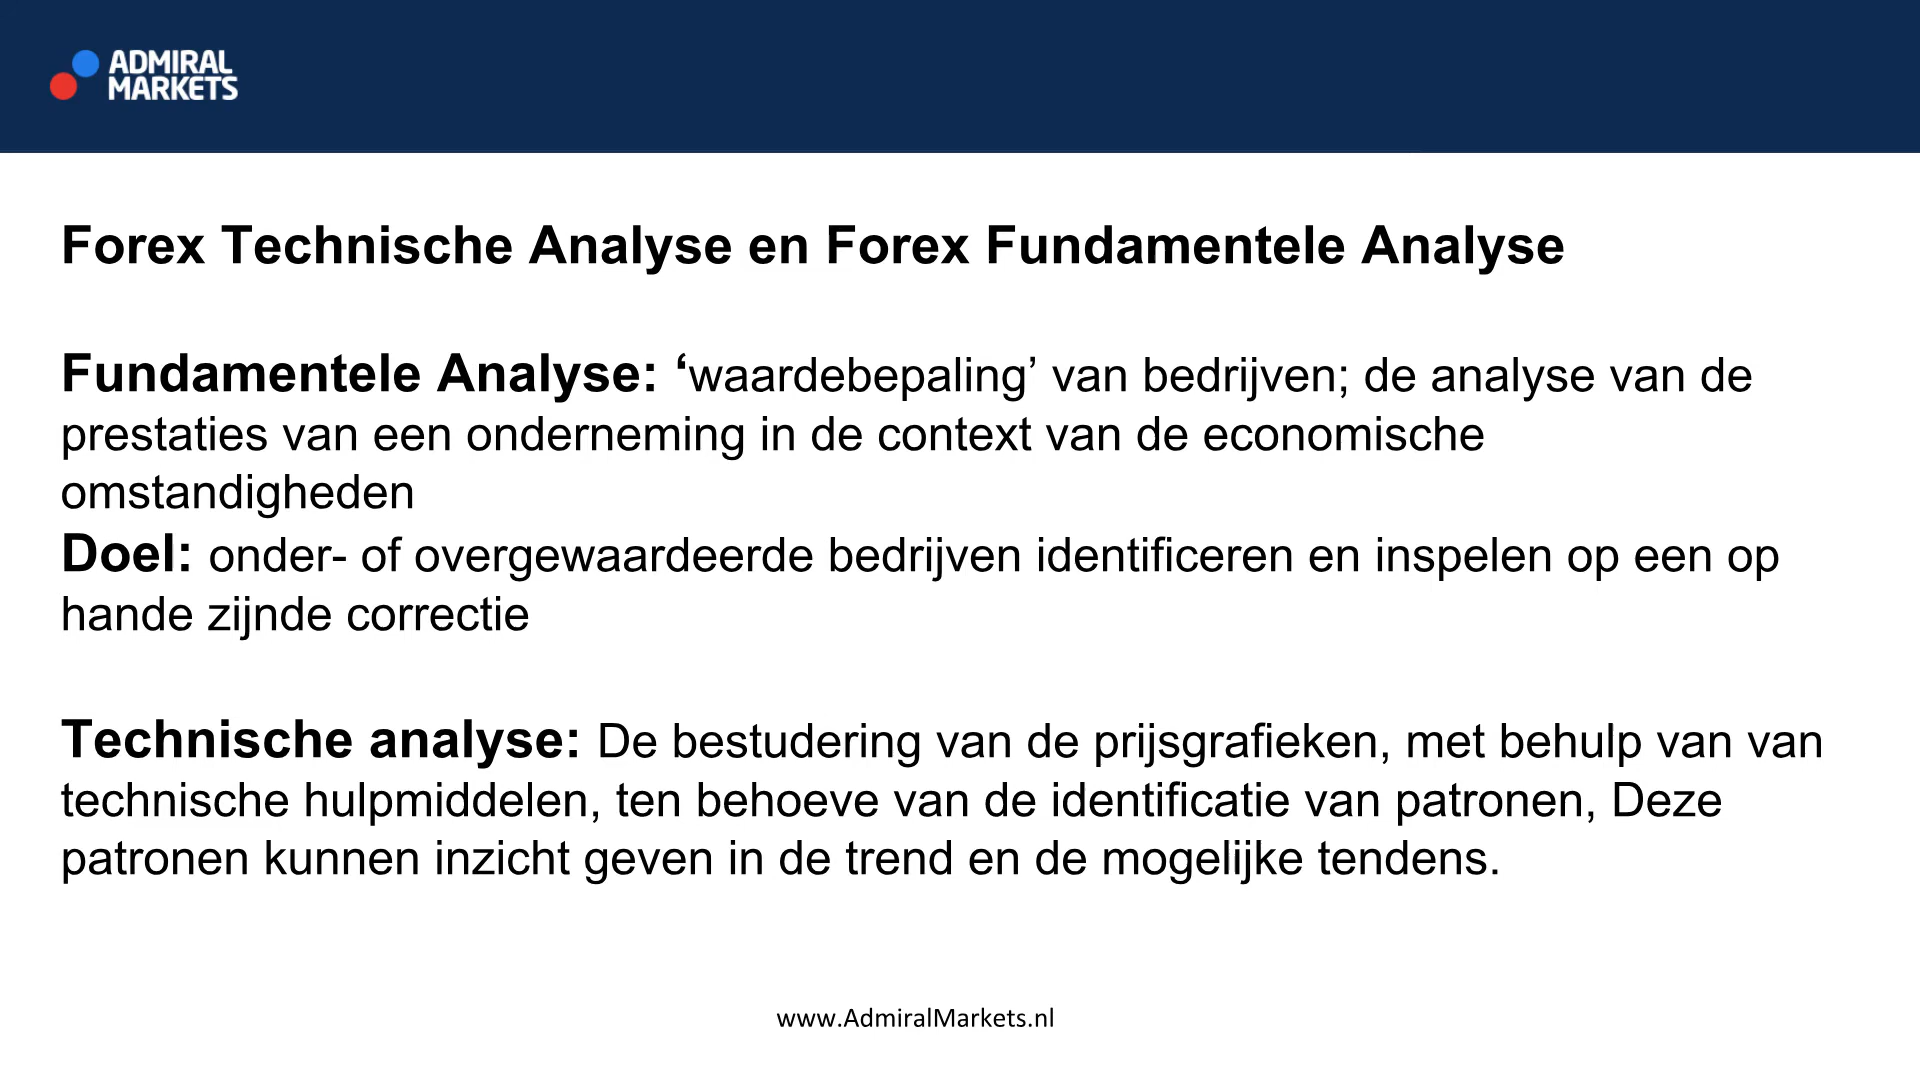 ADMIRAL
MARKETS
Forex Technische Analyse en Forex Fundamentele Analyse
Fundamentele Analyse: ‘waardebepaling’ van bedrijven; de analyse van de
prestaties van een onderneming in de context van de economische
omstandigheden
Doel: onder- of overgewaardeerde bedrijven identificeren en inspelen op een op
hande zijnde correctie
Technische analyse: De bestudering van de prijsgrafieken, met behulp van van
technische hulpmiddelen, ten behoeve van de identificatie van patronen, Deze
patronen kunnen inzicht geven in de trend en de mogelijke tendens.
www.AdmiralMarkets.nl